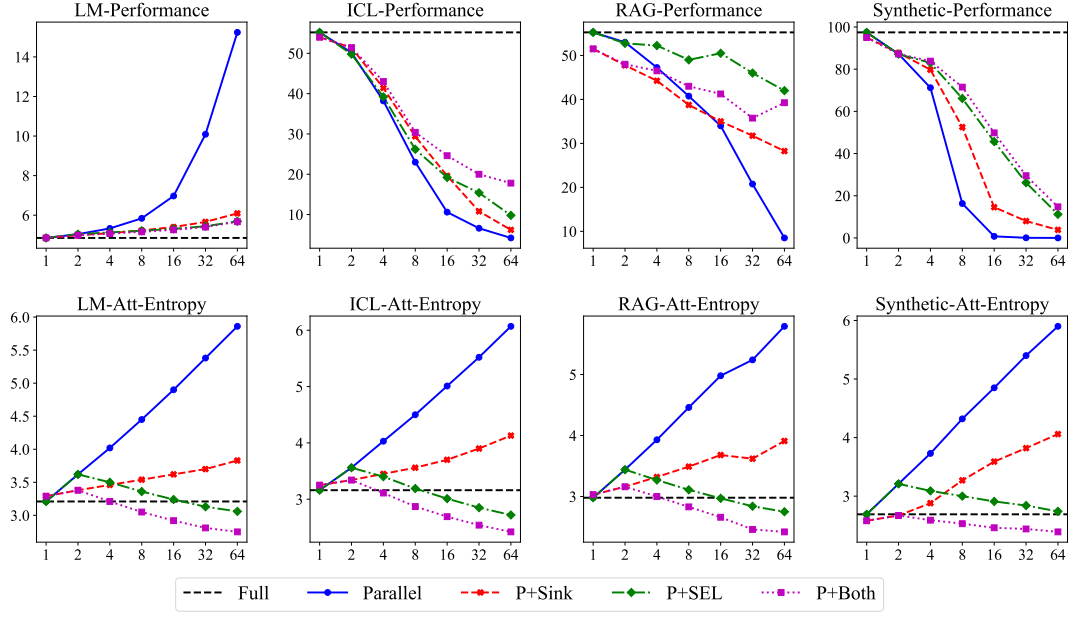 LM-Performance
ICL-Performance
RAG-Performance
Synthetic-Performance
14
12
10
8
6
1 2 4 8 16 32 64
50
40
30
20
10
1 2 4 8 16 32 64
50
40
30
20
10
1 2 4 8 16 32 64
100
80
60
40
20
0
1 2 4 8 16 32 64
LM-Att-Entropy
ICL-Att-Entropy
RAG-Att-Entropy
Synthetic-Att-Entropy
6.0
5.5
5.0
4.5
4.0
3.5
3.0
1 2 4 8 16 32 64
6
5
4
3
1 2 4 8 16 32 64
5
4
3
1 2 4 8 16 32 64
6
5
4
3
1 2 4 8 16 32 64
Full Parallel P+Sink P+SEL P+Both